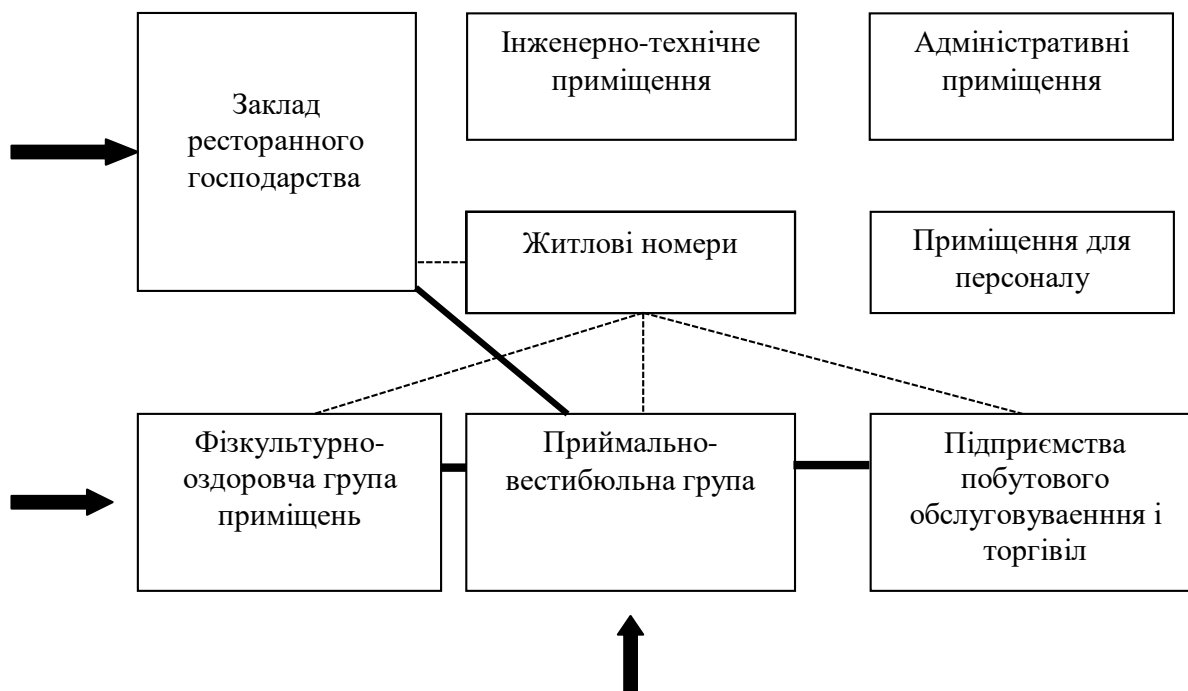 Заклад
ресторанного
господарства
Інженерно-технічне
приміщення
Адміністративні
приміщення
Житлові номери
Приміщення для
персоналу
Фізкультурно-
оздоровча група
приміщень
Приймально-
вестибюльна група
Підприємства
побутового
обслуговуваенння і
торгівіл